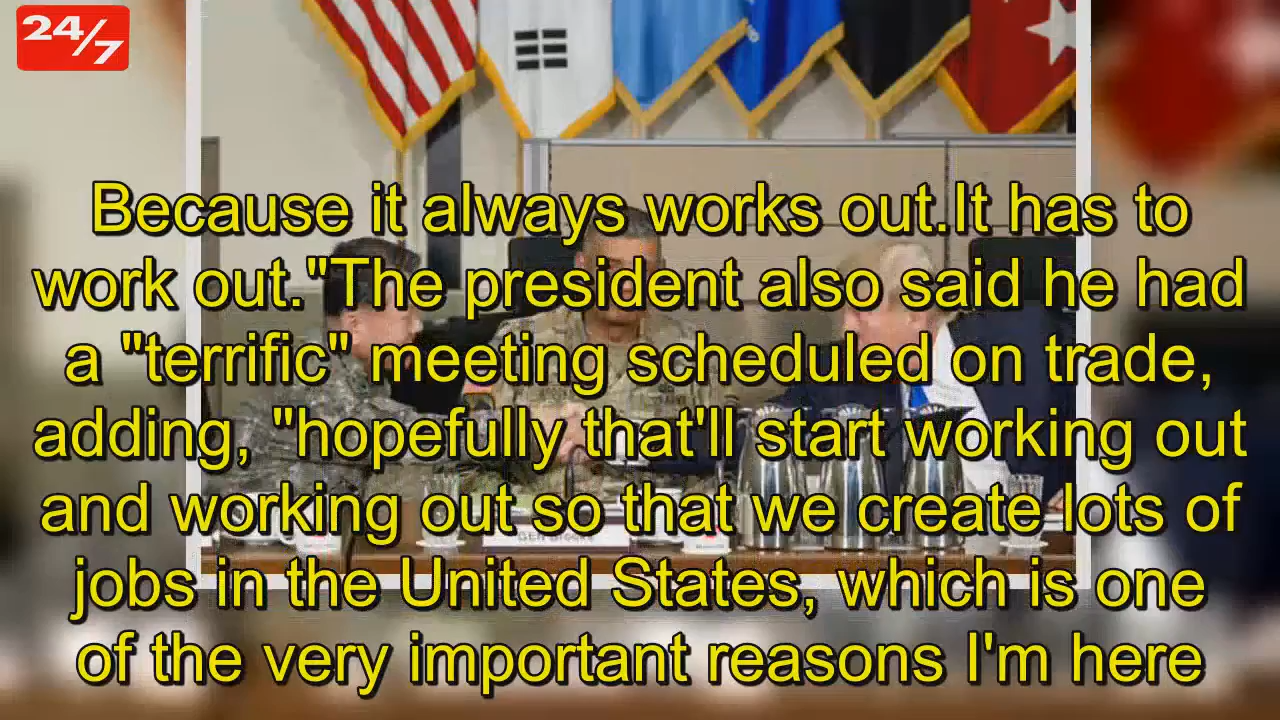 24/7
Because it always works out.It has to
work out."The president also said he had
a "terrific" meeting scheduled on trade,
adding, "hopefully that'll start working out
and working out so that we create lots of
jobs in the United States, which is one
of the very important reasons I'm here
GEN Brooks